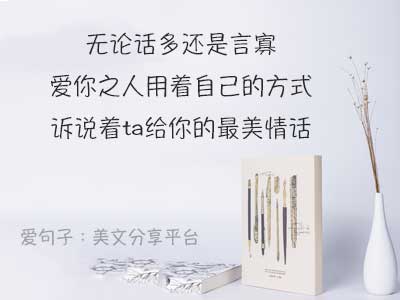 无论话多还是言寡
爱你之人用着自己的方式
诉说着ta给你的最美情话
爱句子：美文分享平台